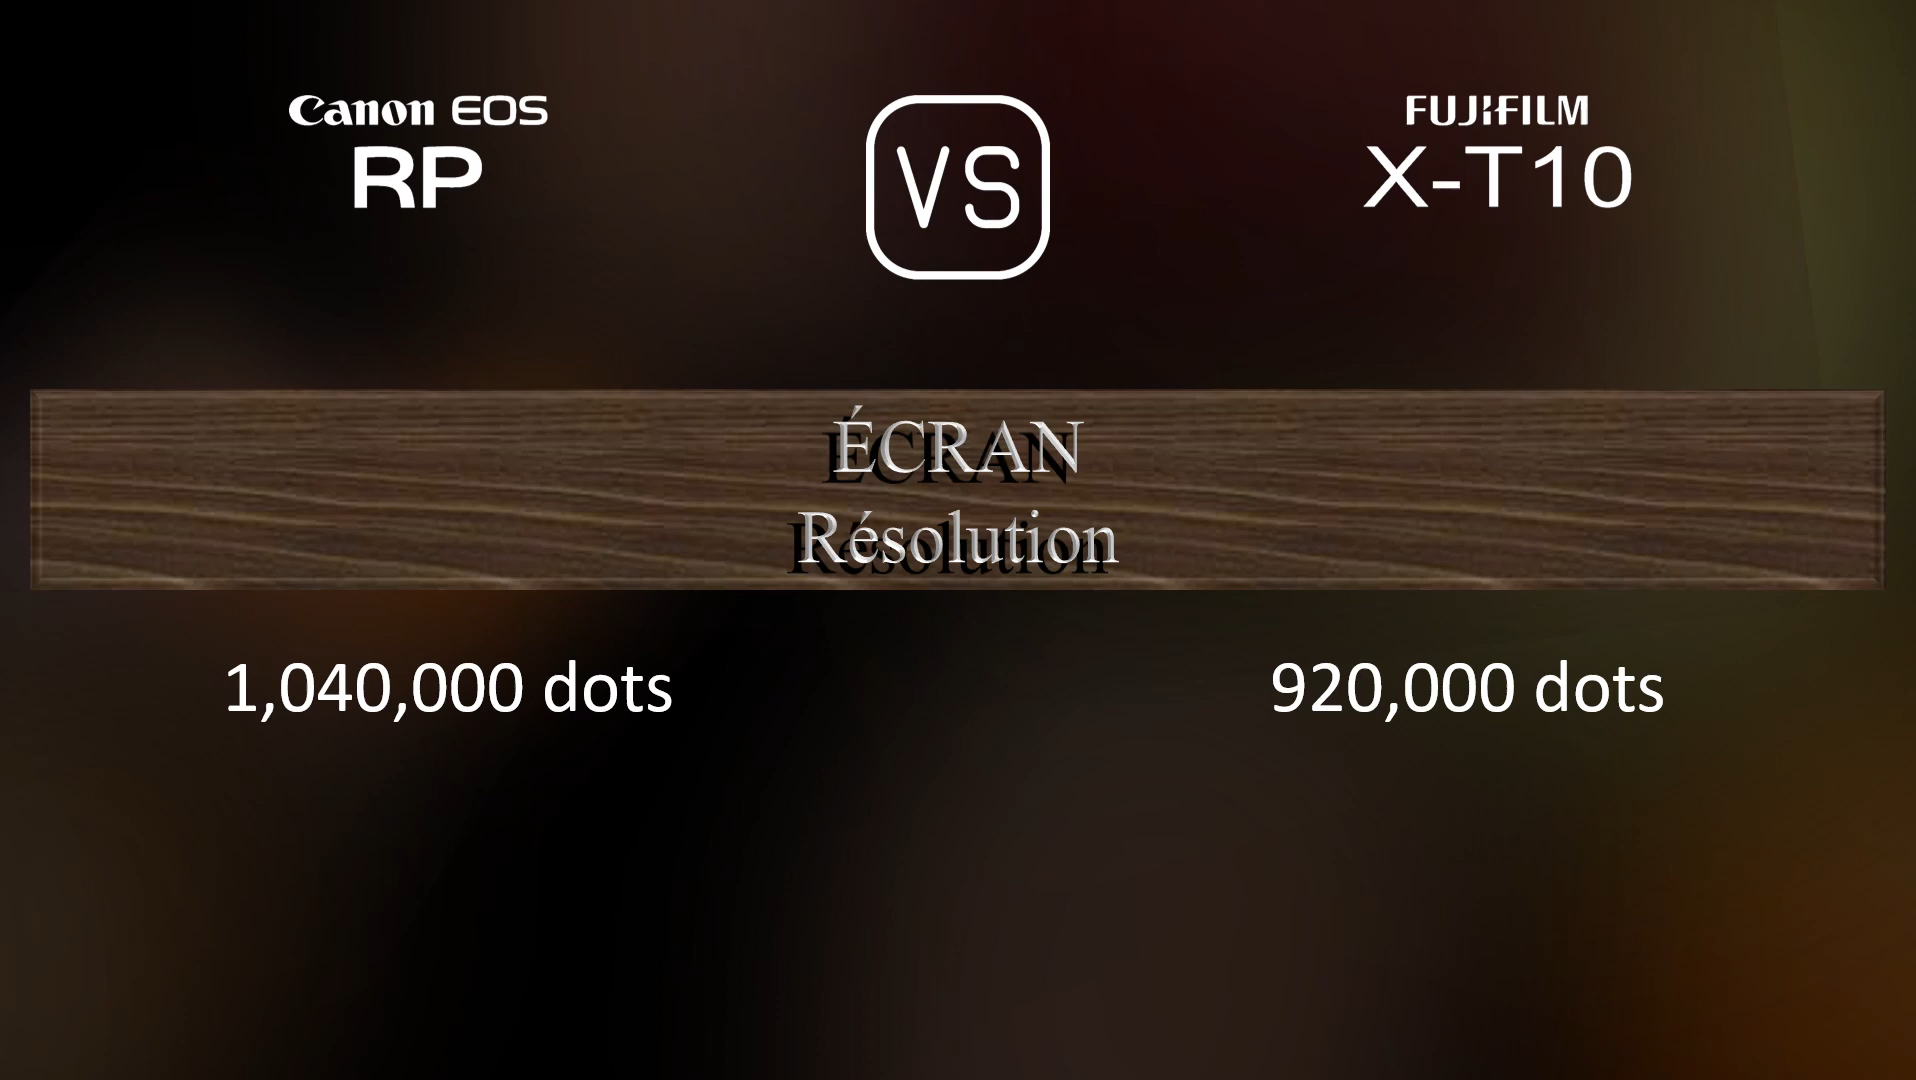 Canon EOS
RP
VS
FUJIFILM
X-T10
ÉCRAN
Résolution
1,040,000 dots
920,000 dots